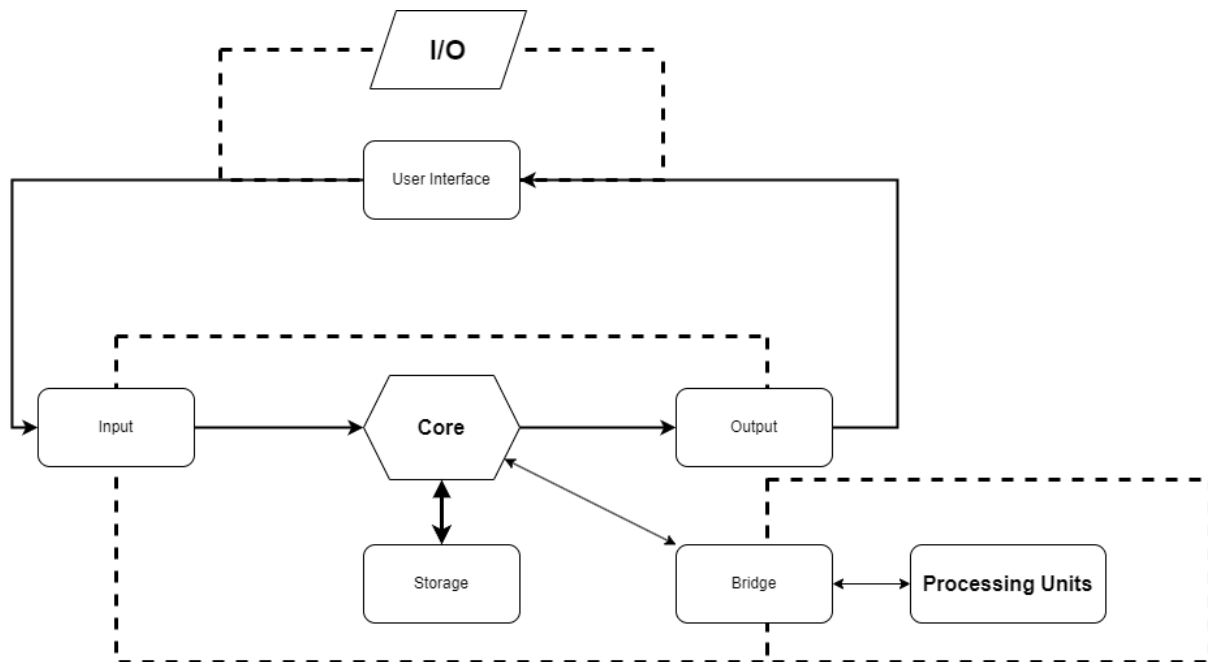 I/O
User Interface
Input
Core
Output
Storage
Bridge
Processing Units